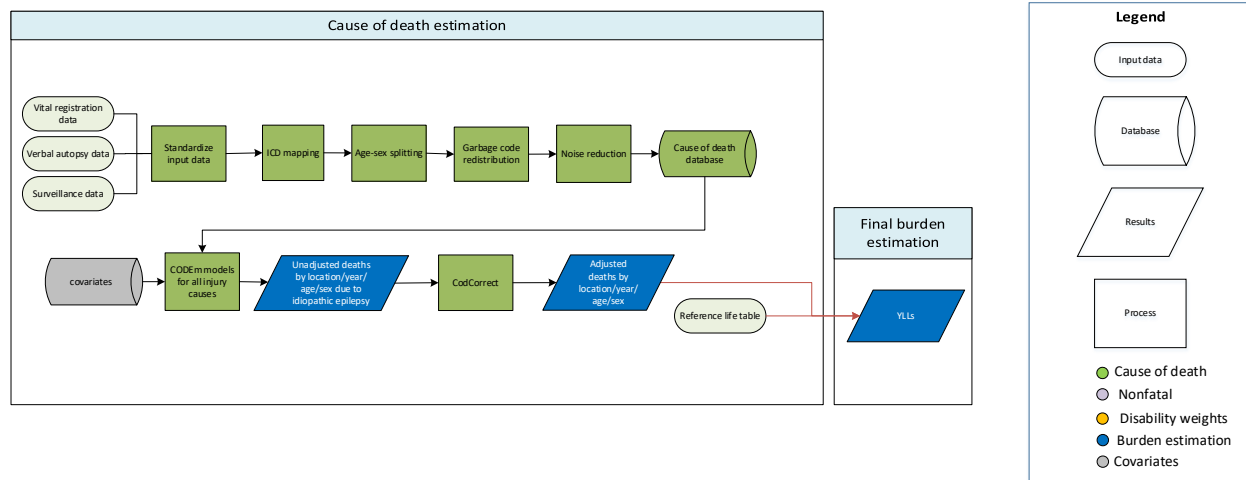 Cause of death estimation
Vital registration
data
Verbal autopsy data
Surveillance data
Standardize
input data
ICD mapping
Age-sex splitting
Garbage code
redistribution
Noise reduction
Cause of death
database
covariates
CODEm models
for all injury
causes
Unadjusted deaths
by location/year/
age/sex due to
idiopathic epilepsy
CodCorrect
Adjusted
deaths by
location/year/
age/sex
Reference life table
Final burden
estimation
YLLs
Legend
Input data
Database
Results
Process
Cause of death
Nonfatal
Disability weights
Burden estimation
Covariates